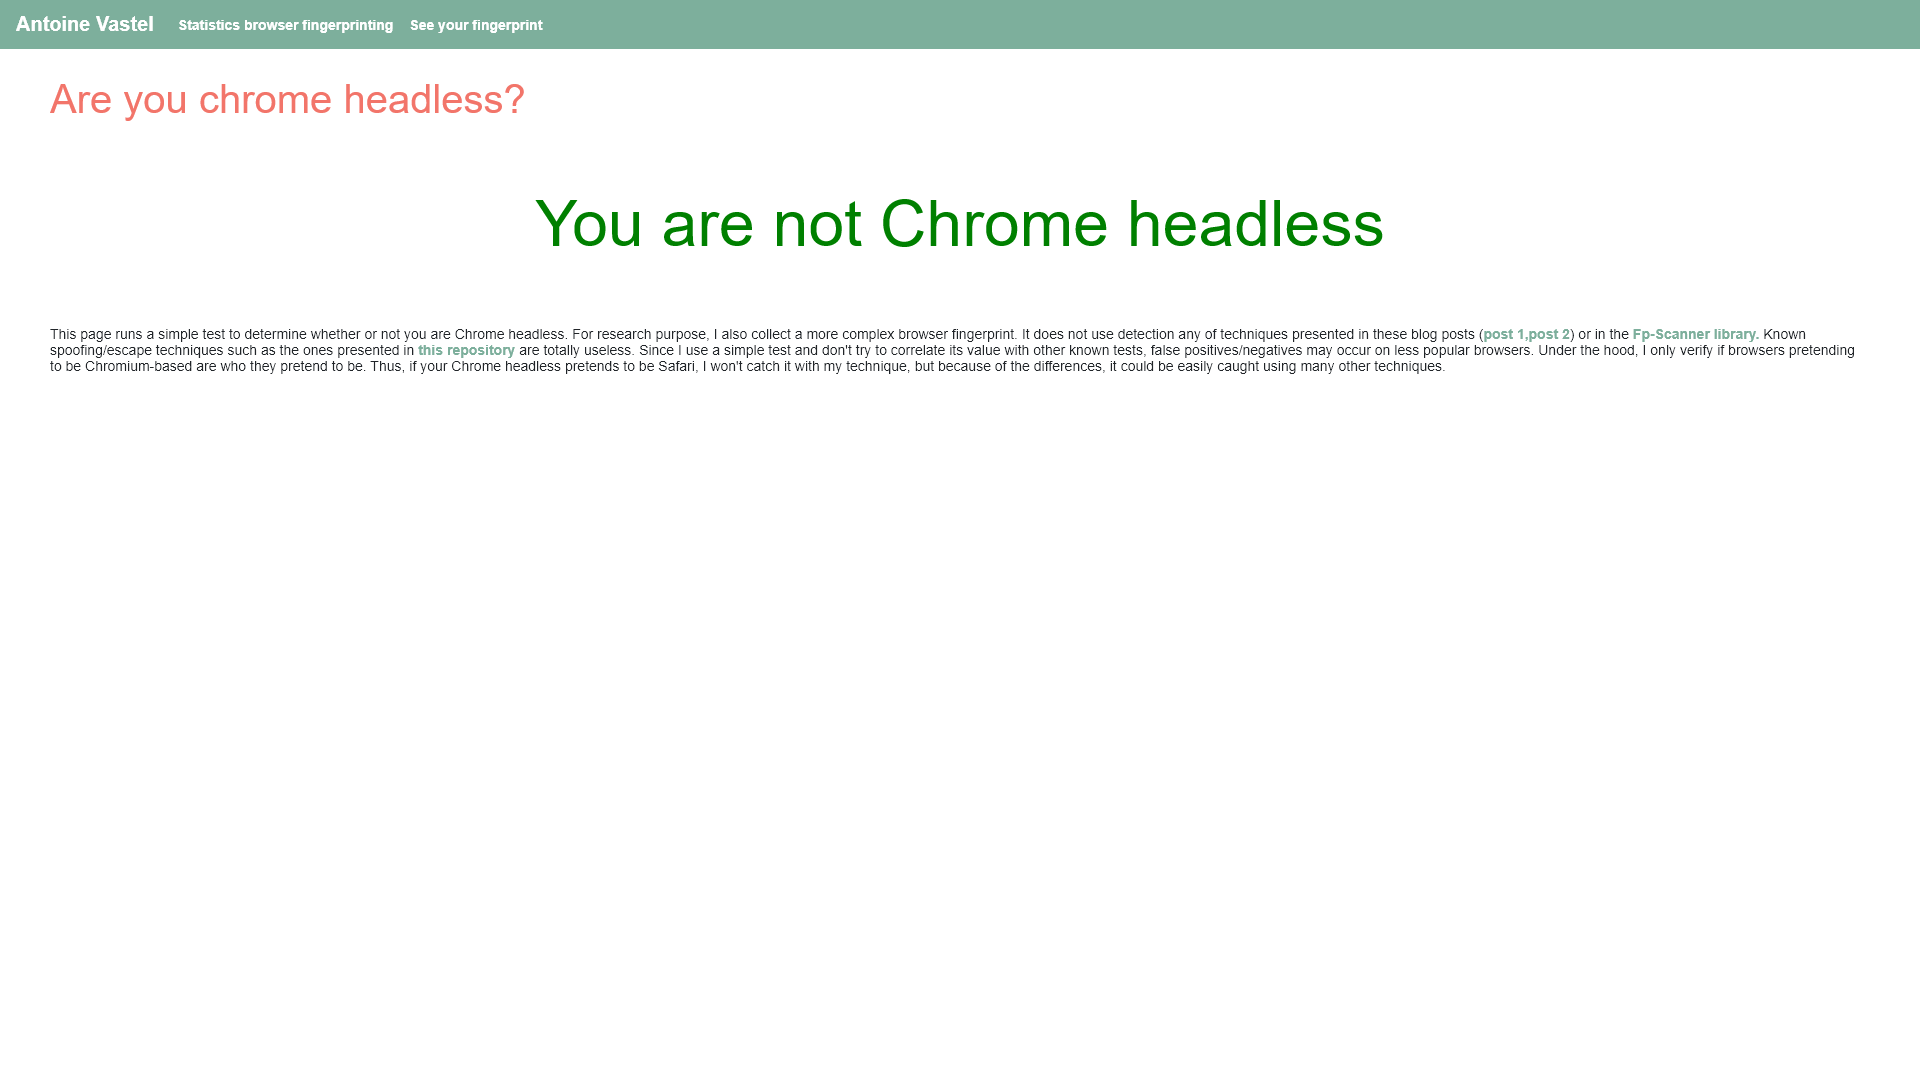 Antoine Vastel Statistics browser fingerprinting See your fingerprint
Are you chrome headless?
You are not Chrome headless
This page runs a simple test to determine whether or not you are Chrome headless. For research purpose, I also collect a more complex browser fingerprint. It does not use detection any of techniques presented in these blog posts (post 1,post 2) or in the Fp-Scanner library. Known
spoofing/escape techniques such as the ones presented in this repository are totally useless. Since I use a simple test and don't try to correlate its value with other known tests, false positives/negatives may occur on less popular browsers. Under the hood, I only verify if browsers pretending
to be Chromium-based are who they pretend to be. Thus, if your Chrome headless pretends to be Safari, I won't catch it with my technique, but because of the differences, it could be easily caught using many other techniques.